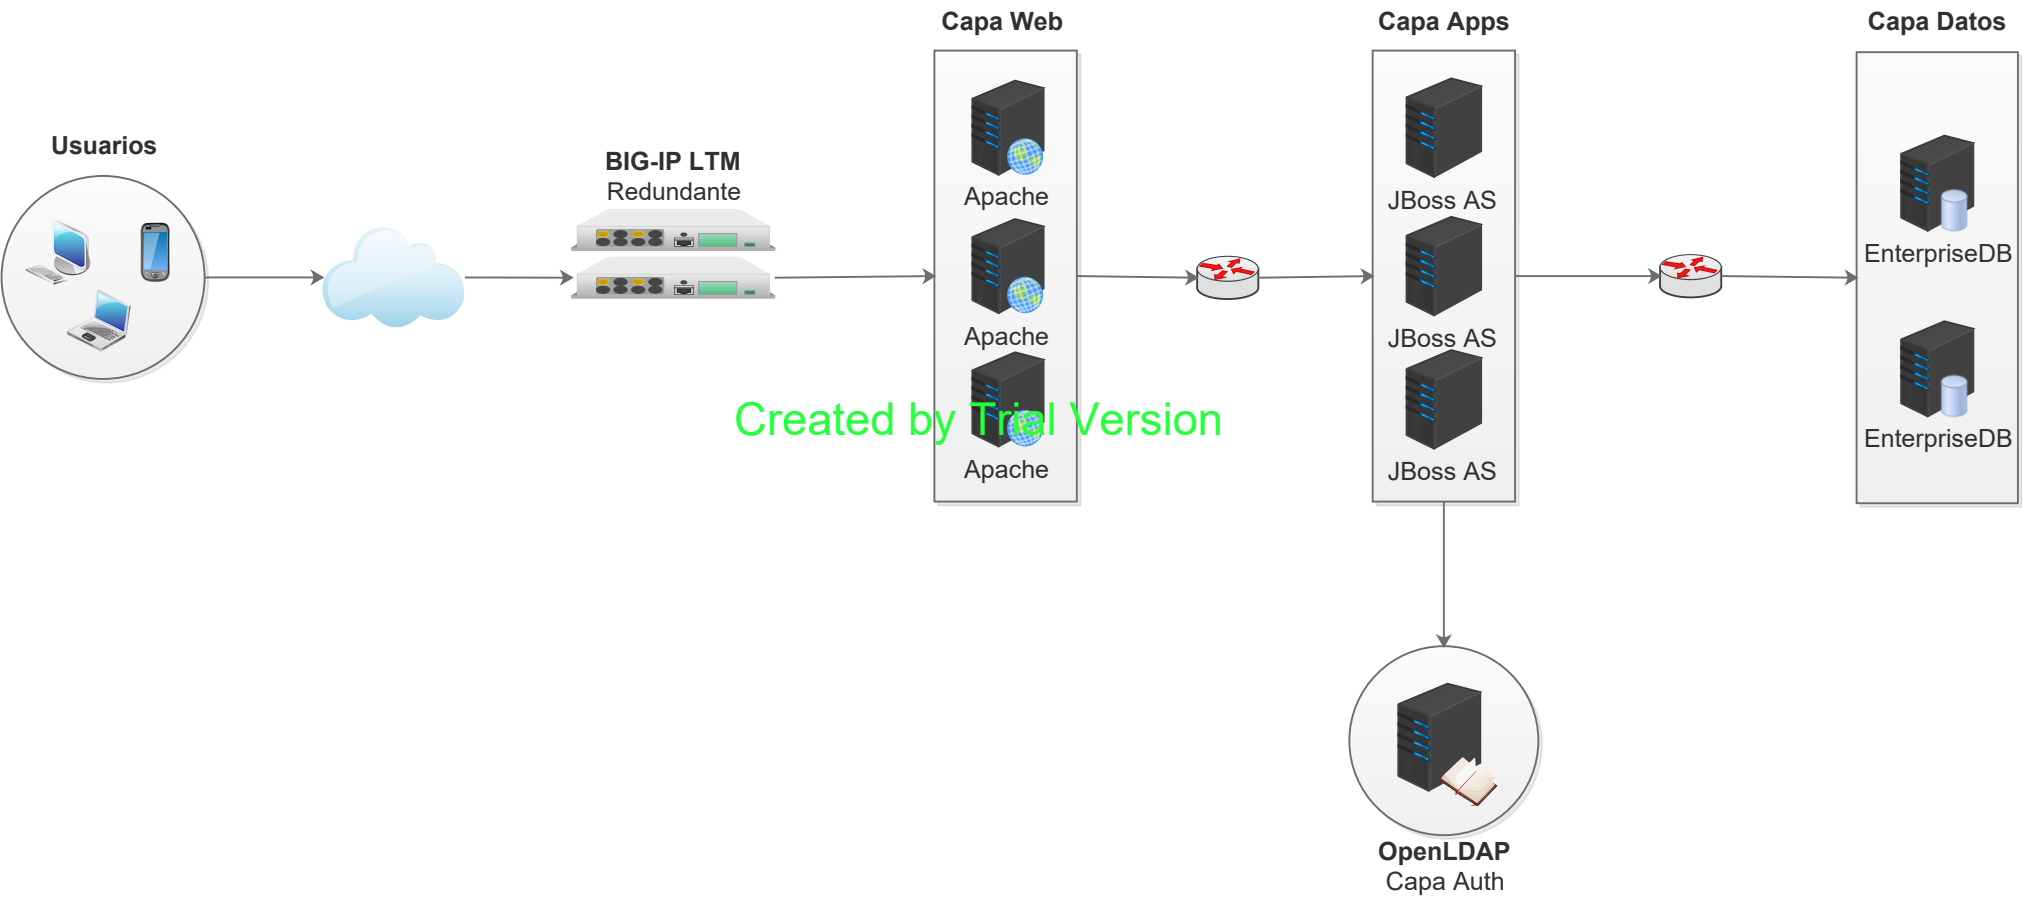 Usuarios
BIG-IP LTM
Redundante
Capa Web
Apache
Apache
Apache
Capa Apps
JBoss AS
JBoss AS
JBoss AS
Capa Datos
EnterpriseDB
EnterpriseDB
Created by Trial Version
OpenLDAP
Capa Auth